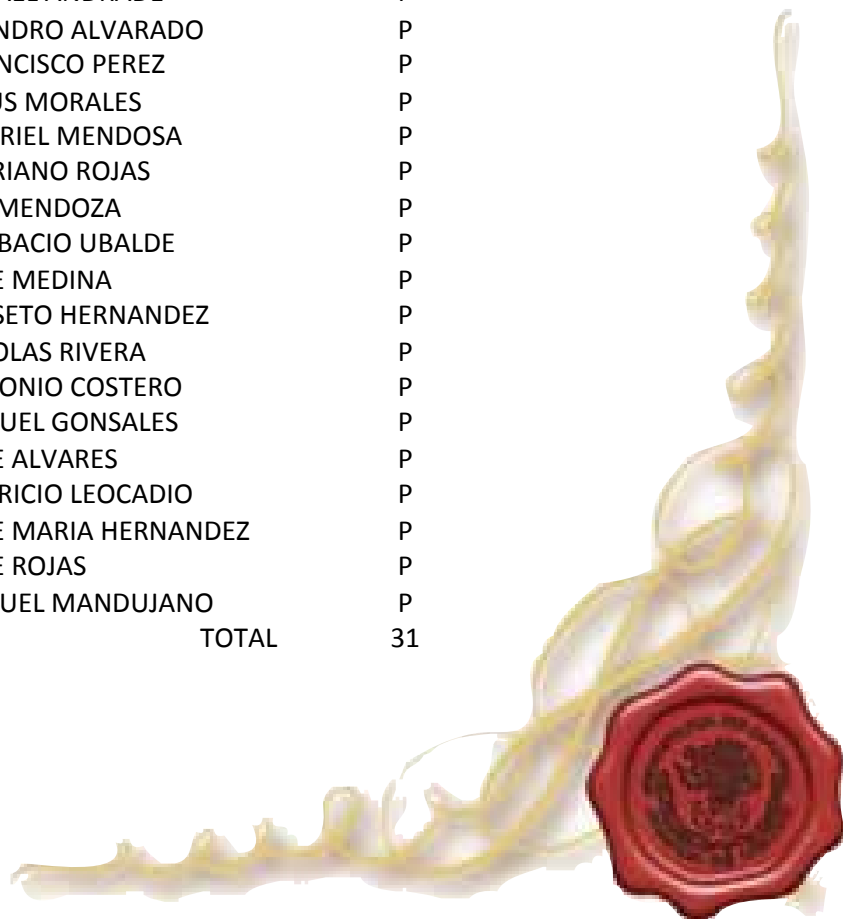 NDRO ALVARADO P
NCISCO PEREZ P
US MORALES P
RIEL MENDOSA P
RIANO ROJAS P
MENDOZA P
BACIO UBALDE P
E MEDINA P
SETO HERNANDEZ P
OLAS RIVERA P
ONIO COSTERO P
UEL GONSALES P
E ALVARES P
RICIO LEOCADIO P
E MARIA HERNANDEZ P
E ROJAS P
UEL MANDUJANO P
TOTAL 31